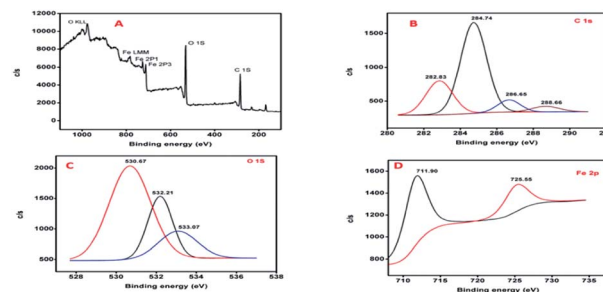 A
O KLL
Fe LMM
Fe 2P1
Fe 2P3
O 1S
C 1S
12000
10000
8000
6000
4000
2000
0
c/s
1000 800 600 400 200
Binding energy (eV)
B
C 1s
284.74
282.83
286.68
288.66
1500
1000
500
c/s
280 282 284 286 288 290 292
Binding energy (eV)
C
O 1S
530.67
532.21
533.07
2000
1500
1000
500
c/s
528 530 532 534 536 538
Binding energy (eV)
D
Fe 2p
711.90
725.55
1600
1400
1200
1000
800
c/s
710 715 720 725 730 735
Binding energy (eV)